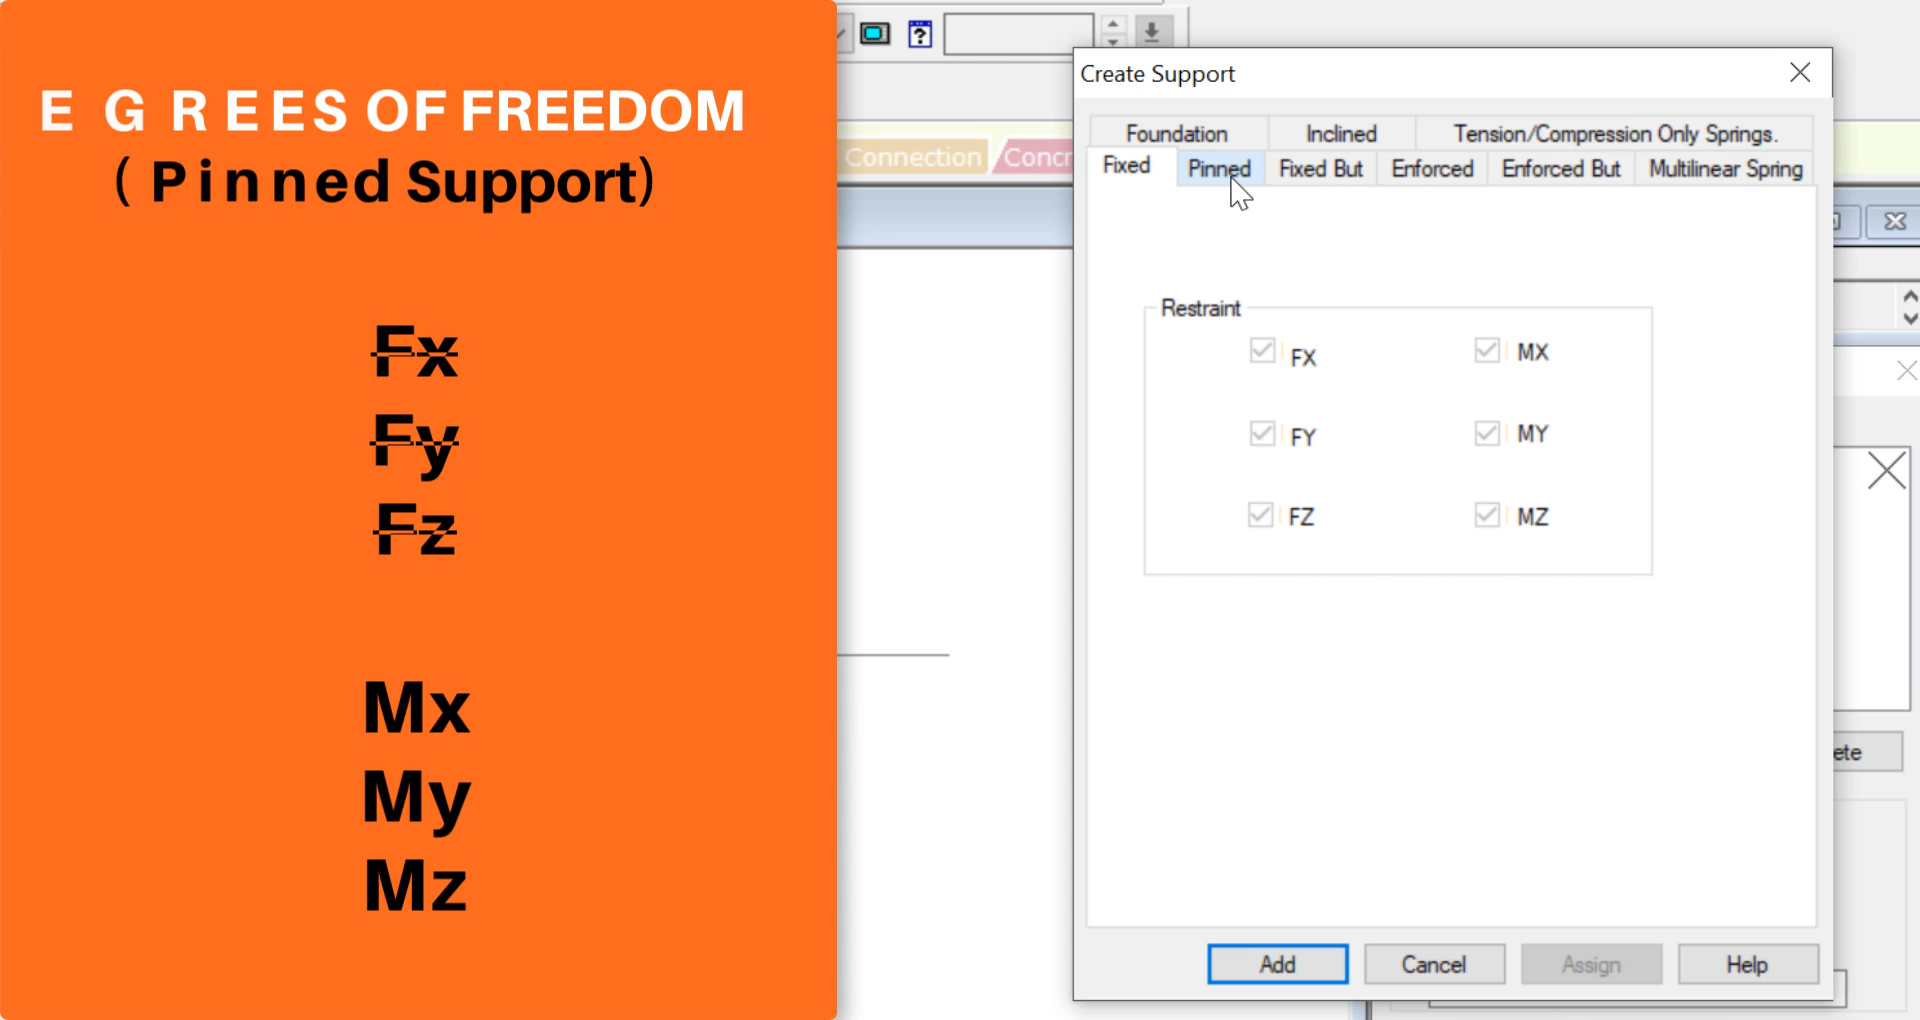 E G R E E S OF FREEDOM
( Pinned Support)
Fx
Fy
Fz
Mx
My
Mz
Connection
Concr
Create Support
Foundation Inclined Tension/Compression Only Springs.
Fixed Pinned Fixed But Enforced Enforced But Multilinear Spring
Restraint
FX MX
FY MY
FZ MZ
ete
Add Cancel Assign Help